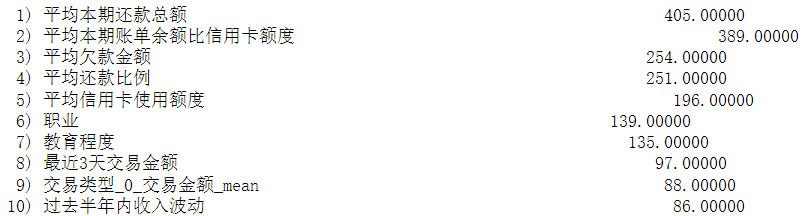 1) 平均本期还款总额 405.00000
2) 平均本期账单余额比信用卡额度 389.00000
3) 平均欠款金额 254.00000
4) 平均还款比例 251.00000
5) 平均信用卡使用额度 196.00000
6) 职业 139.00000
7) 教育程度 135.00000
8) 最近3天交易金额 97.00000
9) 交易类型_0_交易金额_mean 88.00000
10) 过去半年内收入波动 86.00000